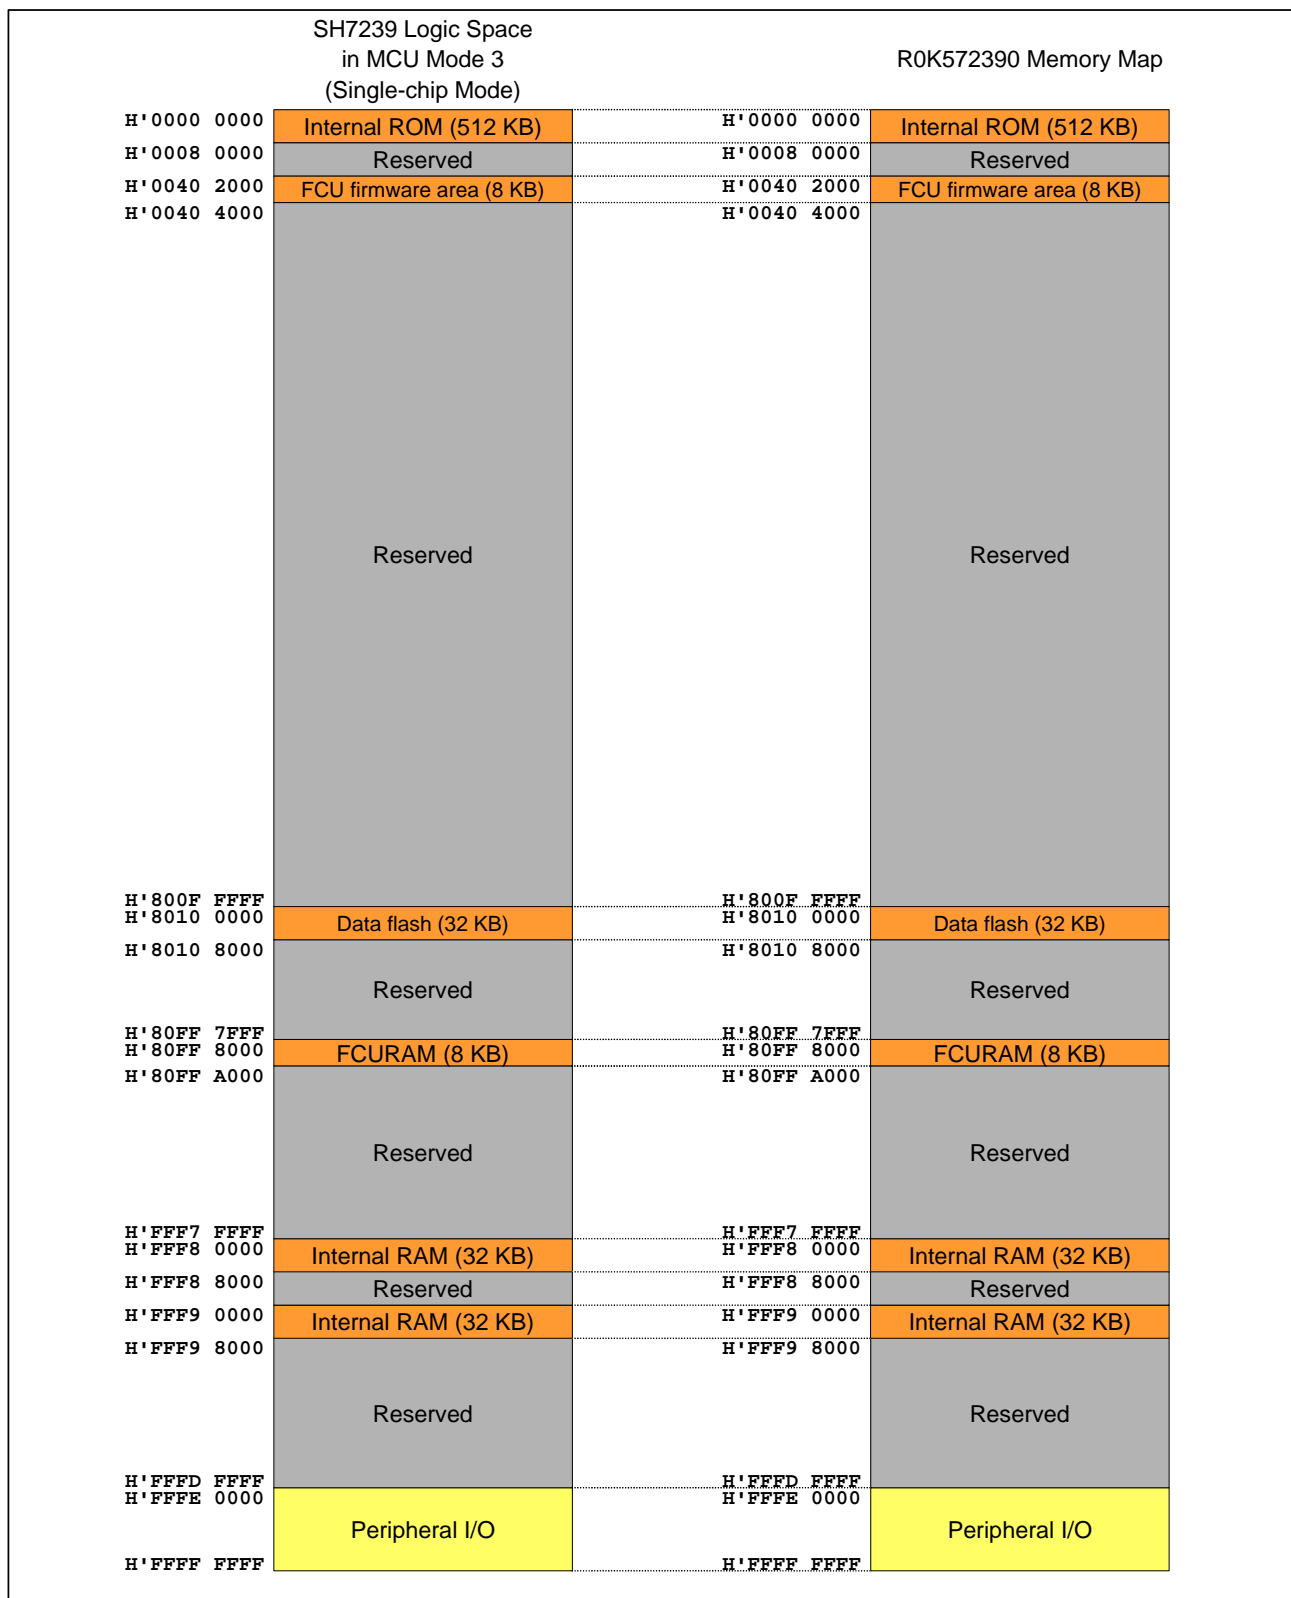 SH7239 Logic Space
in MCU Mode 3
(Single-chip Mode)
R0K572390 Memory Map
H'0000 0000 Internal ROM (512 KB) H'0000 0000 Internal ROM (512 KB)
H'0008 0000 Reserved H'0008 0000 Reserved
H'0040 2000 FCU firmware area (8 KB) H'0040 2000 FCU firmware area (8 KB)
H'0040 4000 H'0040 4000
Reserved Reserved
H'800F FFFF H'800F FFFF
H'8010 0000 Data flash (32 KB) H'8010 0000 Data flash (32 KB)
H'8010 8000 H'8010 8000
Reserved Reserved
H'80FF 7FFF H'80FF 7FFF
H'80FF 8000 FCURAM (8 KB) H'80FF 8000 FCURAM (8 KB)
H'80FF A000 H'80FF A000
Reserved Reserved
H'FFF7 FFFF H'FFF7 FFFF
H'FFF8 0000 Internal RAM (32 KB) H'FFF8 0000 Internal RAM (32 KB)
H'FFF8 8000 Reserved H'FFF8 8000 Reserved
H'FFF9 0000 Internal RAM (32 KB) H'FFF9 0000 Internal RAM (32 KB)
H'FFF9 8000 H'FFF9 8000
Reserved Reserved
H'FFFD FFFF H'FFFD FFFF
H'FFFE 0000 H'FFFE 0000
Peripheral I/O Peripheral I/O
H'FFFF FFFF H'FFFF FFFF